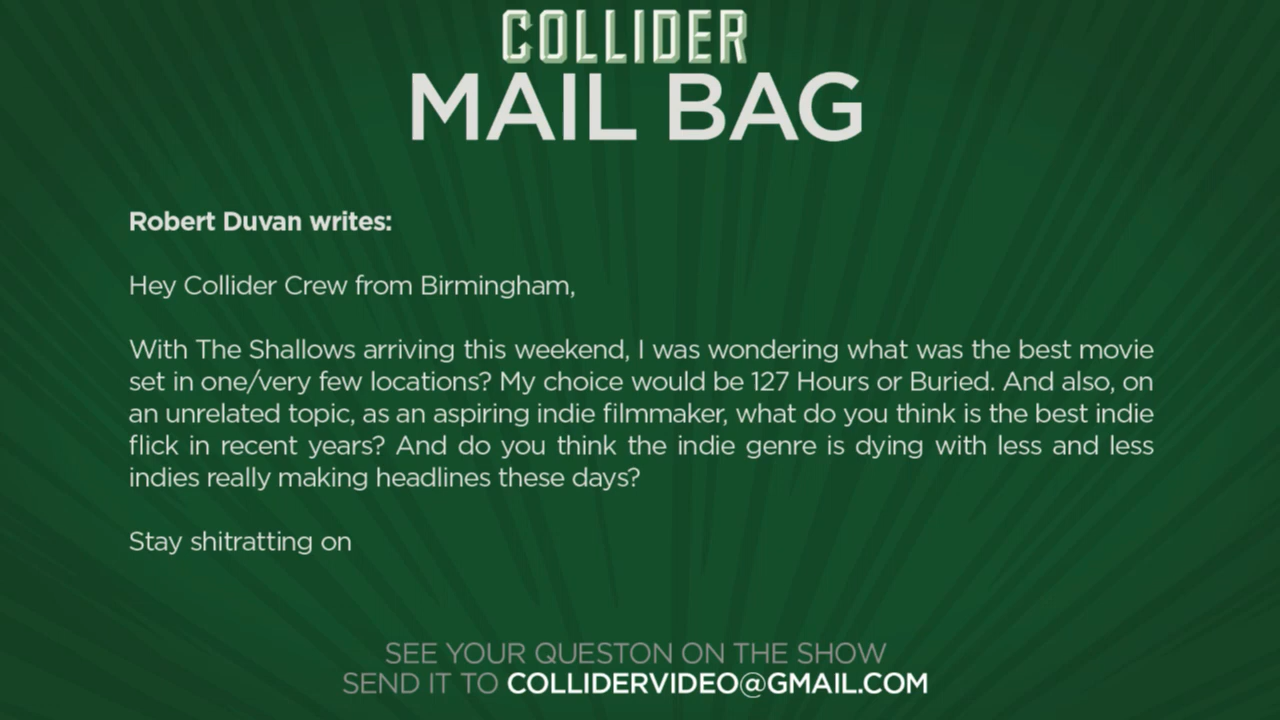 COLLIDER
MAIL BAG
Robert Duvan writes:
Hey Collider Crew from Birmingham,
With The Shallows arriving this weekend, I was wondering what was the best movie
set in one/very few locations? My choice would be 127 Hours or Buried. And also, on
an unrelated topic, as an aspiring indie filmmaker, what do you think is the best indie
flick in recent years? And do you think the indie genre is dying with less and less
indies really making headlines these days?
Stay shitratting on
SEE YOUR QUESTON ON THE SHOW
SEND IT TO COLLIDERVIDEO@GMAIL.COM